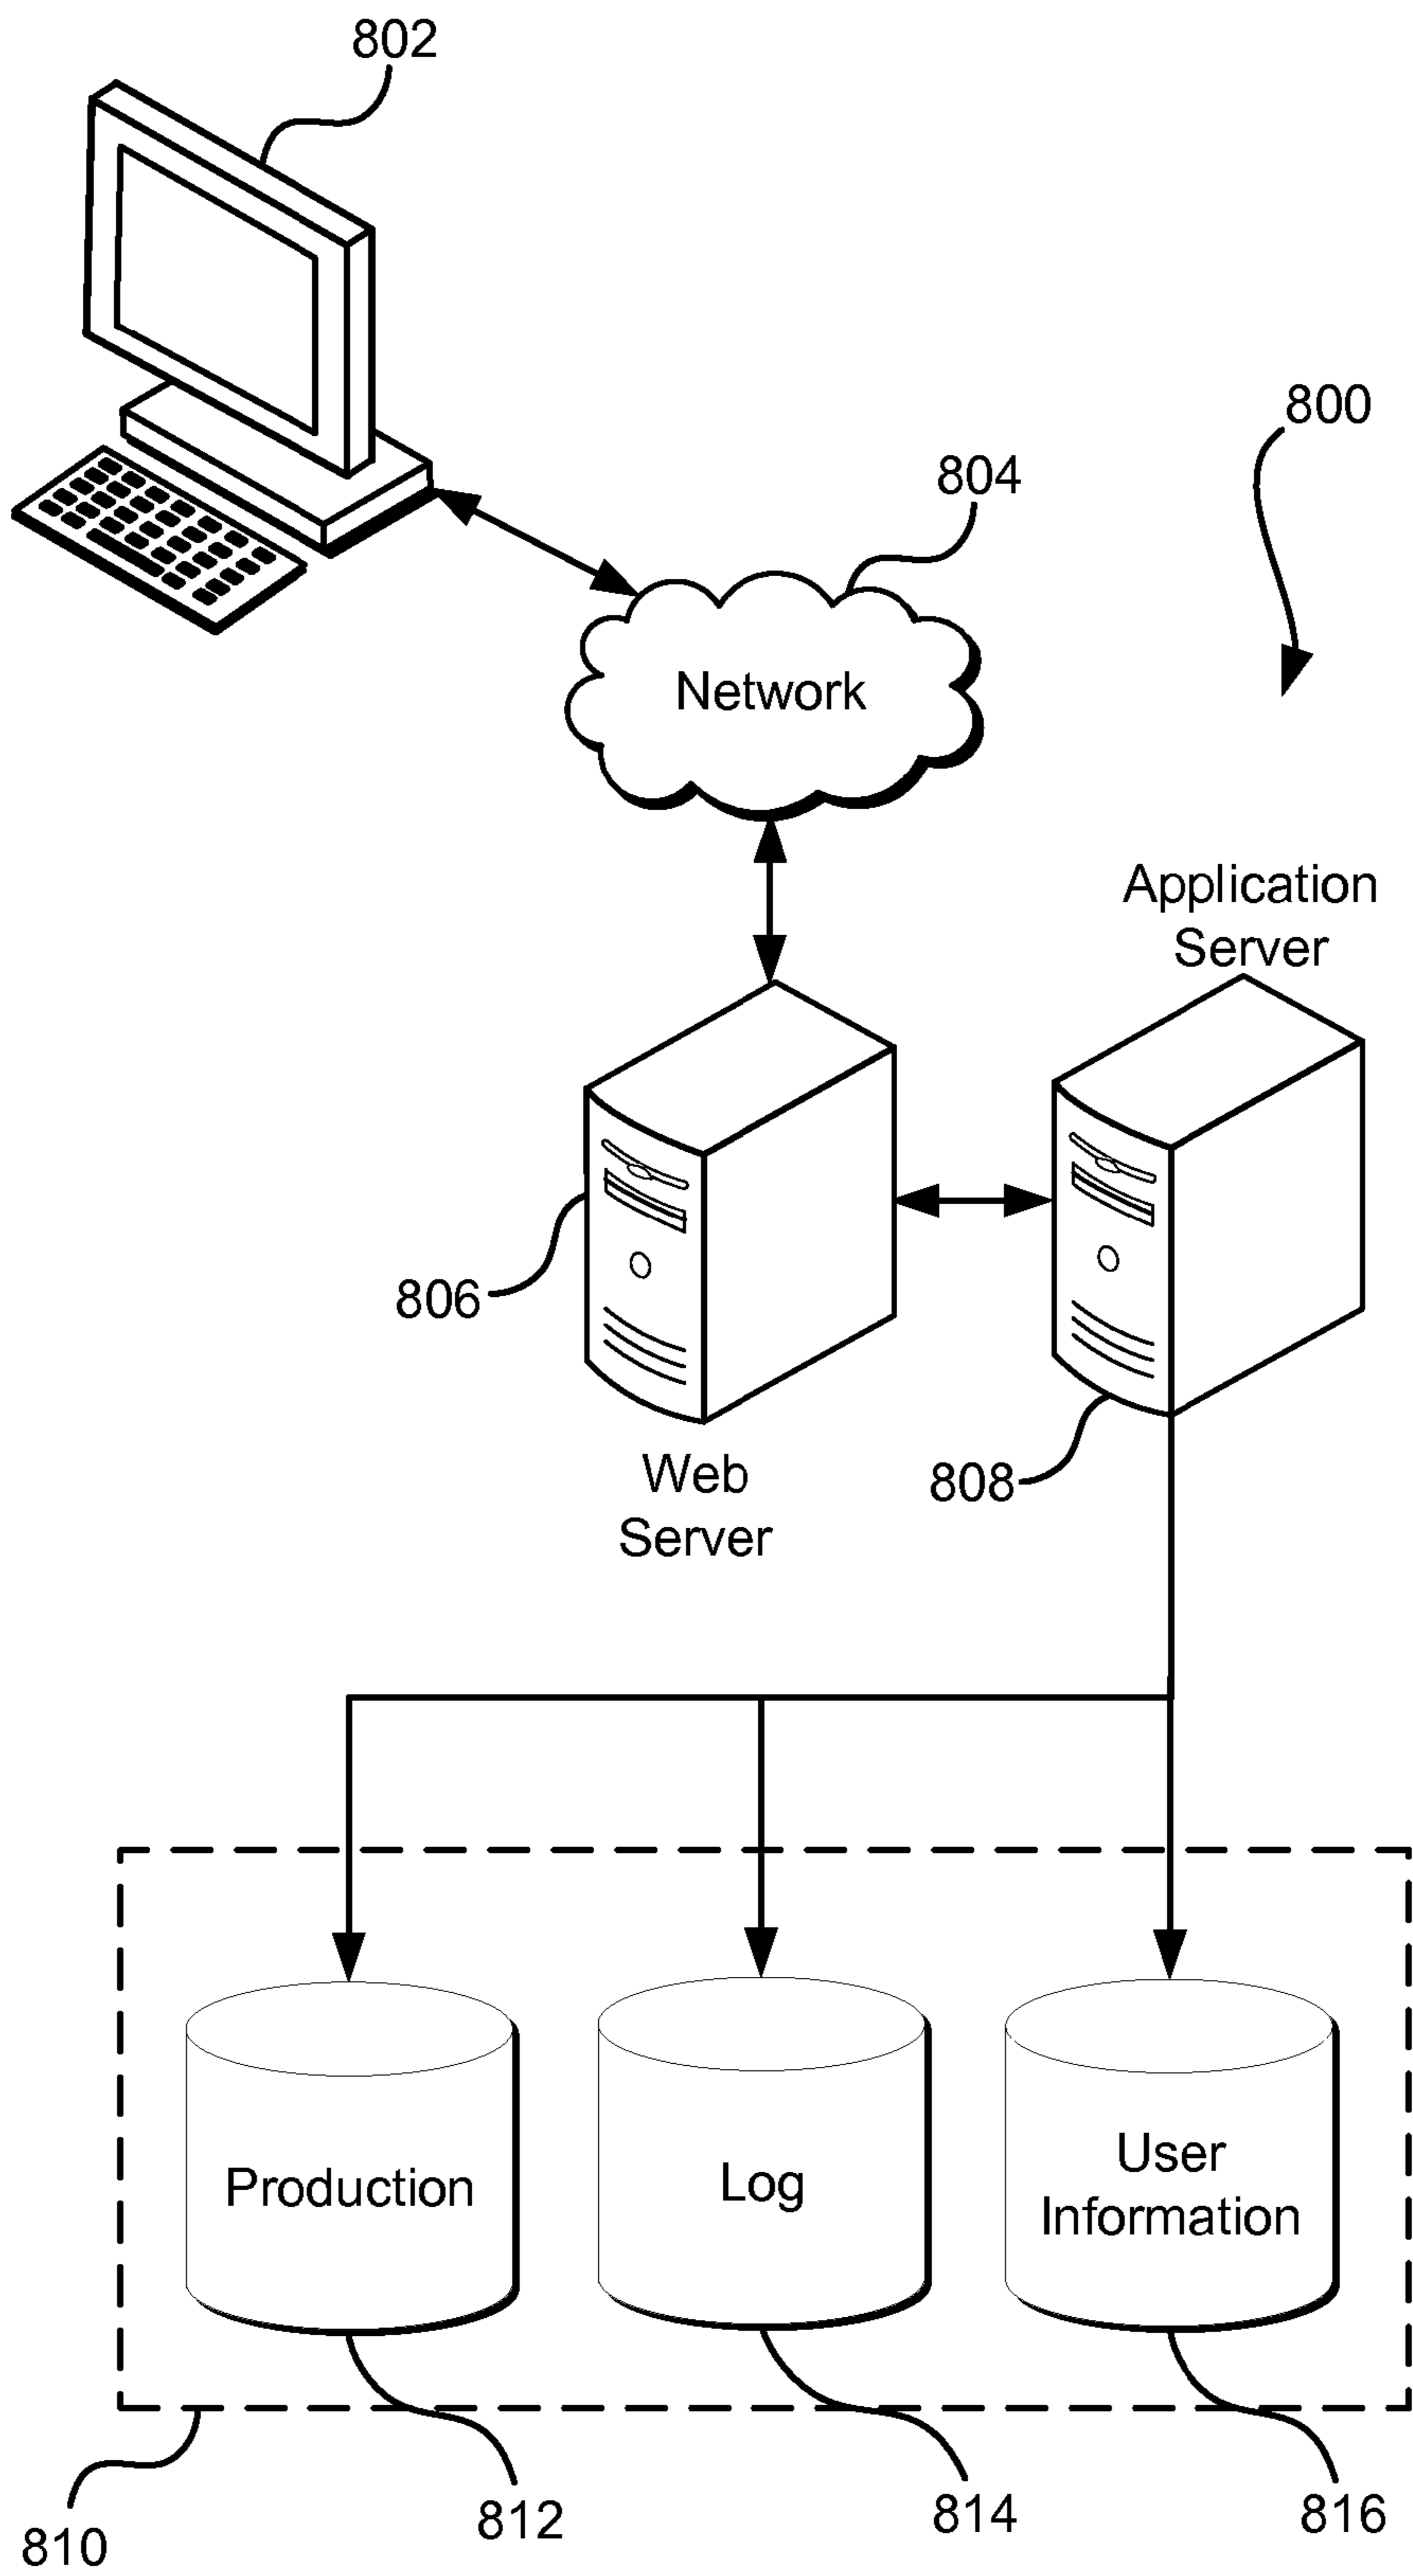 802
800
804
Network
Application
Server
806
808
Web
Server
Production
Log
User
Information
810
812
814
816